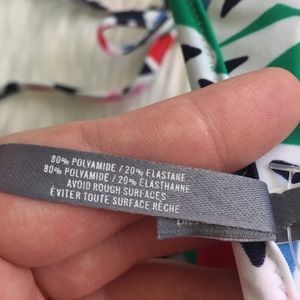 80% POLYAMIDE / 20% ELASTANE
80% POLYAMIDE / 20% ELASTHANNE
AVOID ROUGH SURFACES
ÉVITER TOUTE SURFACE RÊCHE